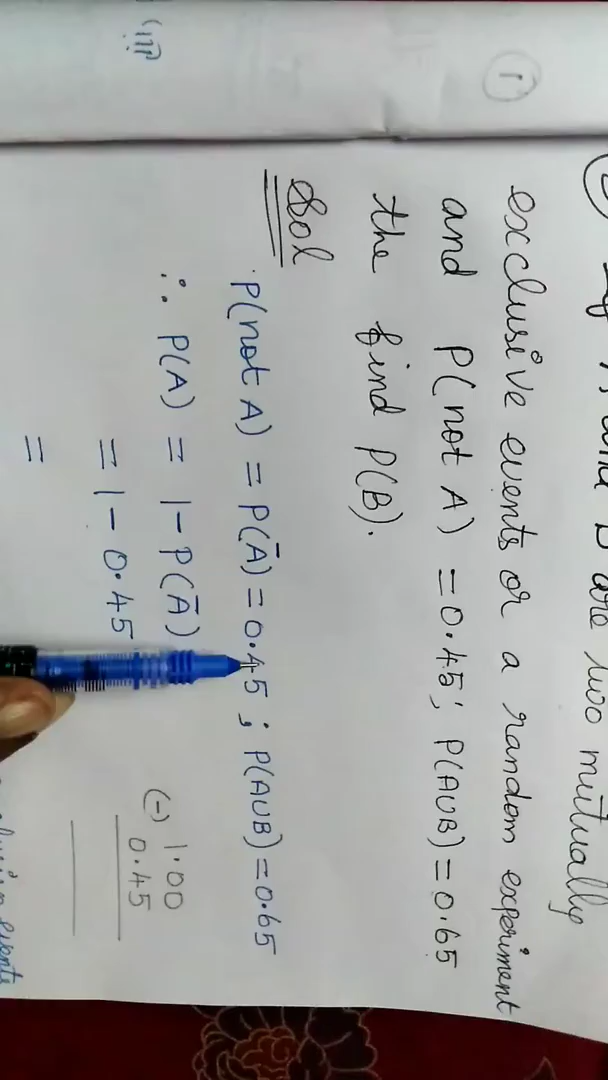 are two mutually
exclusive events or a random experiment
and P(not A) = 0.45; P(A∪B) = 0.65
the find P(B).
Sol
P(not A) = P(Ā) = 0.45 ; P(A∪B) = 0.65
∴ P(A) = 1 - P(Ā)
= 1 - 0.45
=
1.00
(-) 0.45